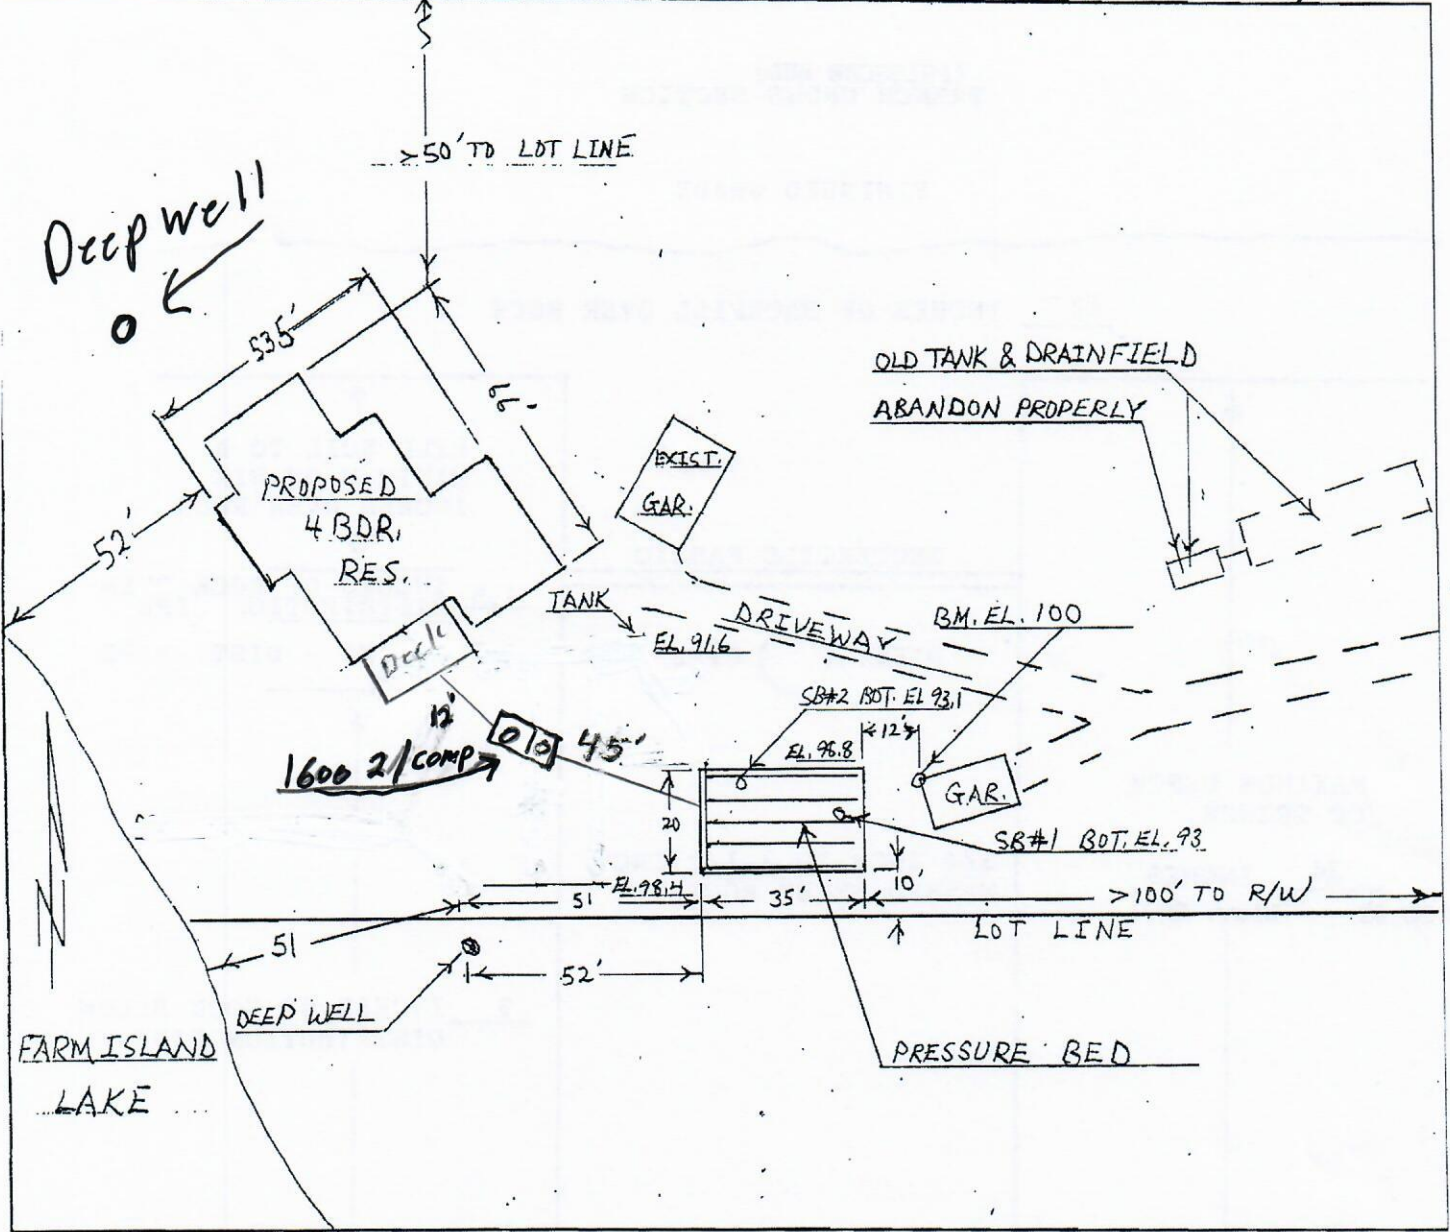 >50' TO LOT LINE
Deep well
53.5'
66'
52'
PROPOSED
4 BDR.
RES.
Deck
EXIST.
GAR.
OLD TANK & DRAINFIELD
ABANDON PROPERLY
TANK
EL. 91.6
DRIVEWAY
BM. EL. 100
SB#2 BOT. EL 93.1
12'
EL. 98.8
12'
1600 2/comp
45'
20
GAR.
SB#1 BOT. EL. 93
EL. 98.4
51
35'
10'
>100' TO R/W
LOT LINE
51
52'
N
DEEP WELL
FARM ISLAND
LAKE
PRESSURE BED